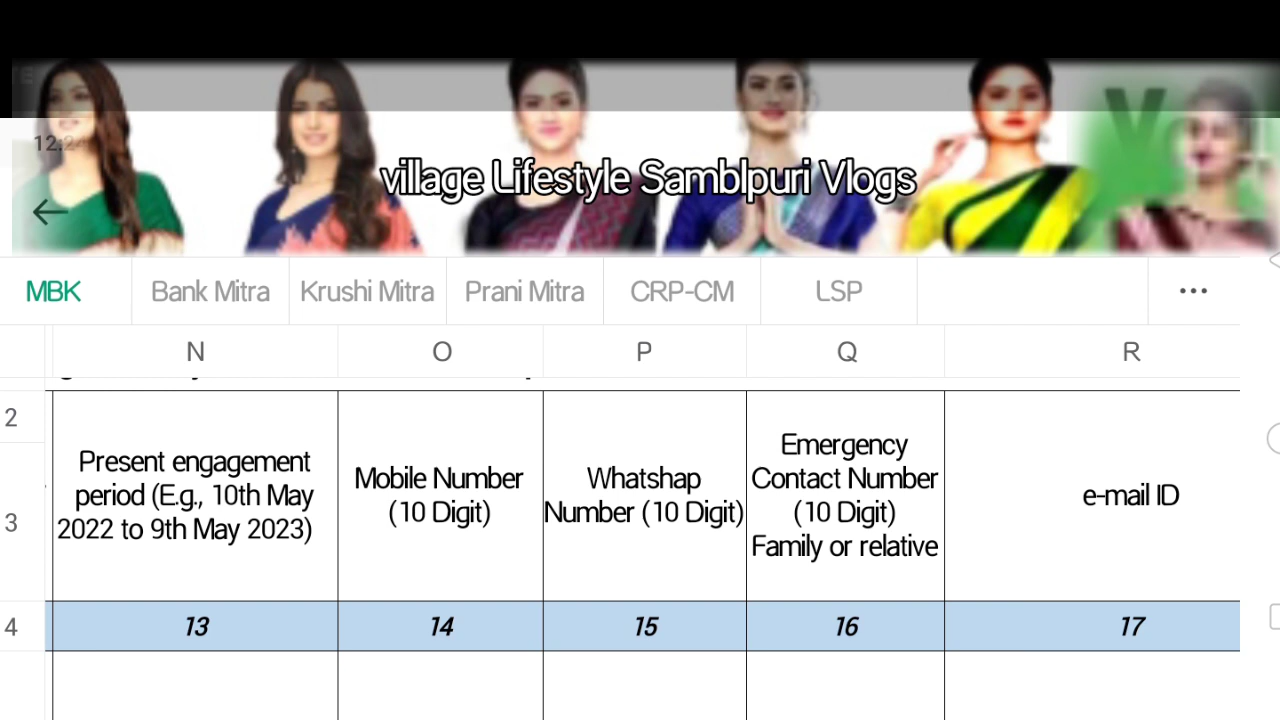 12:24
village Lifestyle Samblpuri Vlogs
V
MBK
Bank Mitra
Krushi Mitra
Prani Mitra
CRP-CM
LSP
N
O
P
Q
R
2
3
4
Present engagement
period (E.g., 10th May
2022 to 9th May 2023)
Mobile Number
(10 Digit)
Whatshap
Number (10 Digit)
Emergency
Contact Number
(10 Digit)
Family or relative
e-mail ID
13
14
15
16
17